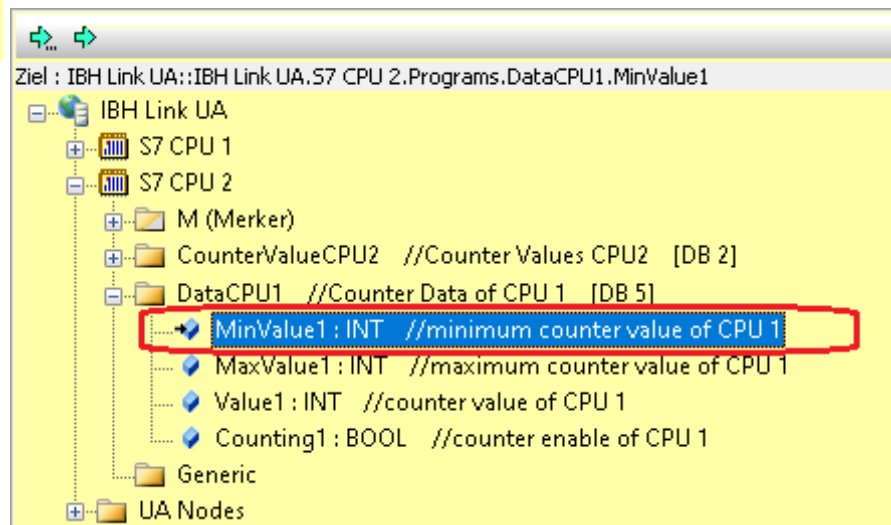 Ziel : IBH Link UA::IBH Link UA.S7 CPU 2.Programs.DataCPU1.MinValue1
IBH Link UA
S7 CPU 1
S7 CPU 2
M (Merker)
CounterValueCPU2 //Counter Values CPU2 [DB 2]
DataCPU1 //Counter Data of CPU 1 [DB 5]
MinValue1 : INT //minimum counter value of CPU 1
MaxValue1 : INT //maximum counter value of CPU 1
Value1 : INT //counter value of CPU 1
Counting1 : BOOL //counter enable of CPU 1
Generic
UA Nodes